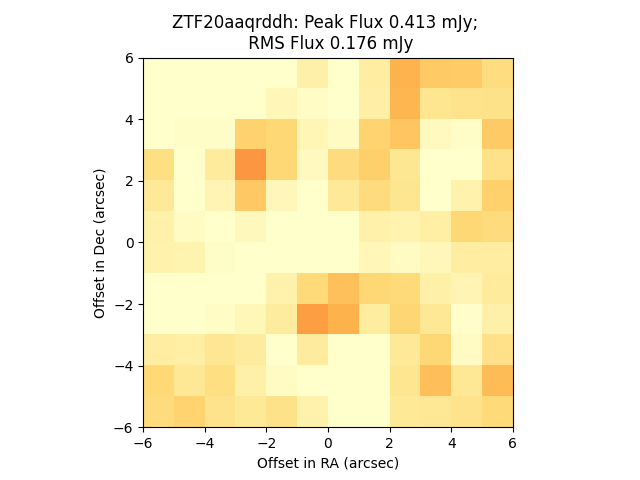 ZTF20aaqrddh: Peak Flux 0.413 mJy;
RMS Flux 0.176 mJy
6
4
2
0
−2
−4
−6
Offset in Dec (arcsec)
−6 −4 −2 0 2 4 6
Offset in RA (arcsec)